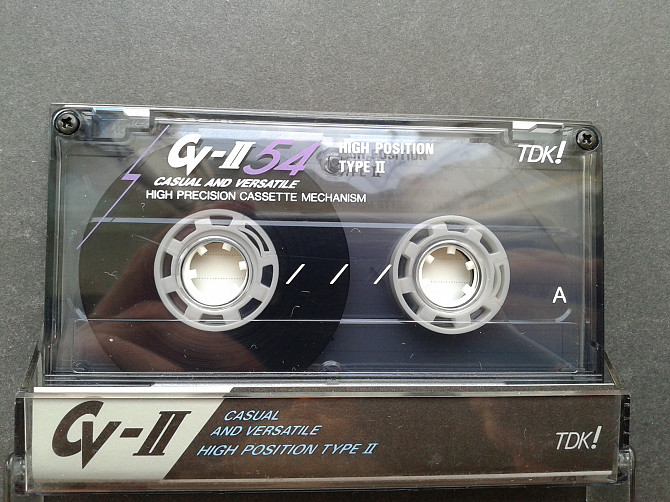 CV-II 54
HIGH POSITION
TYPE II
TDK!
CASUAL AND VERSATILE
HIGH PRECISION CASSETTE MECHANISM
A
CV-II
CASUAL
AND VERSATILE
HIGH POSITION TYPE II
TDK!